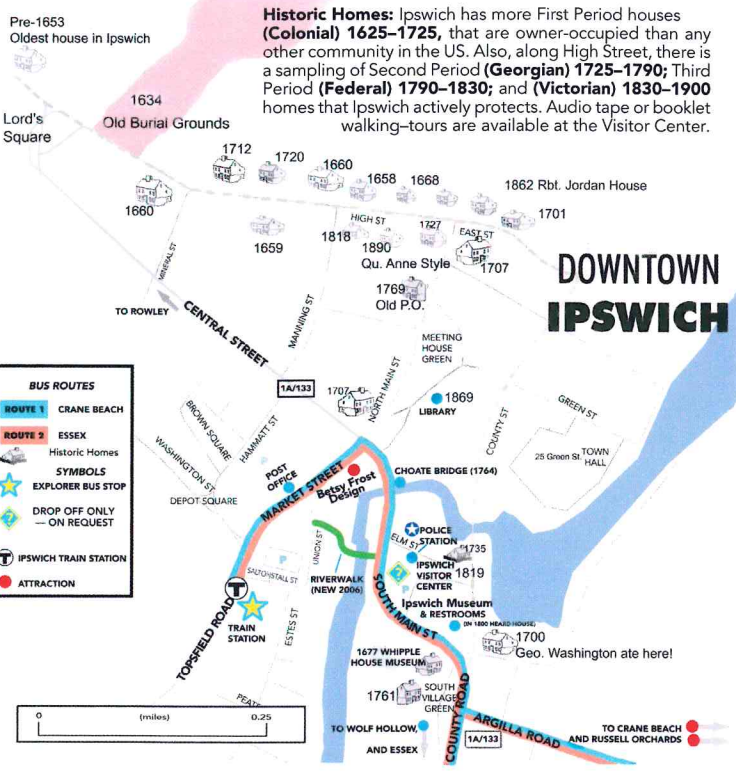 Pre-1653
Oldest house in Ipswich
Historic Homes: Ipswich has more First Period houses
(Colonial) 1625–1725, that are owner-occupied than any
other community in the US. Also, along High Street, there is
a sampling of Second Period (Georgian) 1725–1790; Third
Period (Federal) 1790–1830; and (Victorian) 1830–1900
homes that Ipswich actively protects. Audio tape or booklet
walking–tours are available at the Visitor Center.
1634
Old Burial Grounds
Lord's
Square
1712
1720
1660
1658
1668
1862 Rbt. Jordan House
1701
1660
1659
1818
HIGH ST
1890
Qu. Anne Style
1727
EAST ST
1707
1769
Old P.O.
MINERAL ST
TO ROWLEY
CENTRAL STREET
MANNING ST
DOWNTOWN
IPSWICH
MEETING
HOUSE
GREEN
1A/133
1707
NORTH MAIN ST
1869
LIBRARY
COUNTY ST
GREEN ST
25 Green St. TOWN
HALL
BUS ROUTES
ROUTE 1 CRANE BEACH
ROUTE 2 ESSEX
Historic Homes
SYMBOLS
EXPLORER BUS STOP
DROP OFF ONLY
— ON REQUEST
T IPSWICH TRAIN STATION
ATTRACTION
BROWN SQUARE
HAMMATT ST
WASHINGTON ST
DEPOT SQUARE
POST
OFFICE
MARKET STREET
Betsy Frost
Design
CHOATE BRIDGE (1764)
POLICE
STATION
ELM ST
1735
?
IPSWICH
VISITOR
CENTER
1819
P
P
UNION ST
RIVERWALK
(NEW 2006)
SALTONSTALL ST
T
TRAIN
STATION
TOPSFIELD ROAD
ESTES ST
SOUTH MAIN ST
Ipswich Museum
& RESTROOMS
(IN 1800 HEARD HOUSE)
1700
Geo. Washington ate here!
1677 WHIPPLE
HOUSE MUSEUM
1761
SOUTH
VILLAGE
GREEN
COUNTY ROAD
ARGILLA ROAD
1A/133
TO WOLF HOLLOW,
AND ESSEX
TO CRANE BEACH
AND RUSSELL ORCHARDS
0 (miles) 0.25